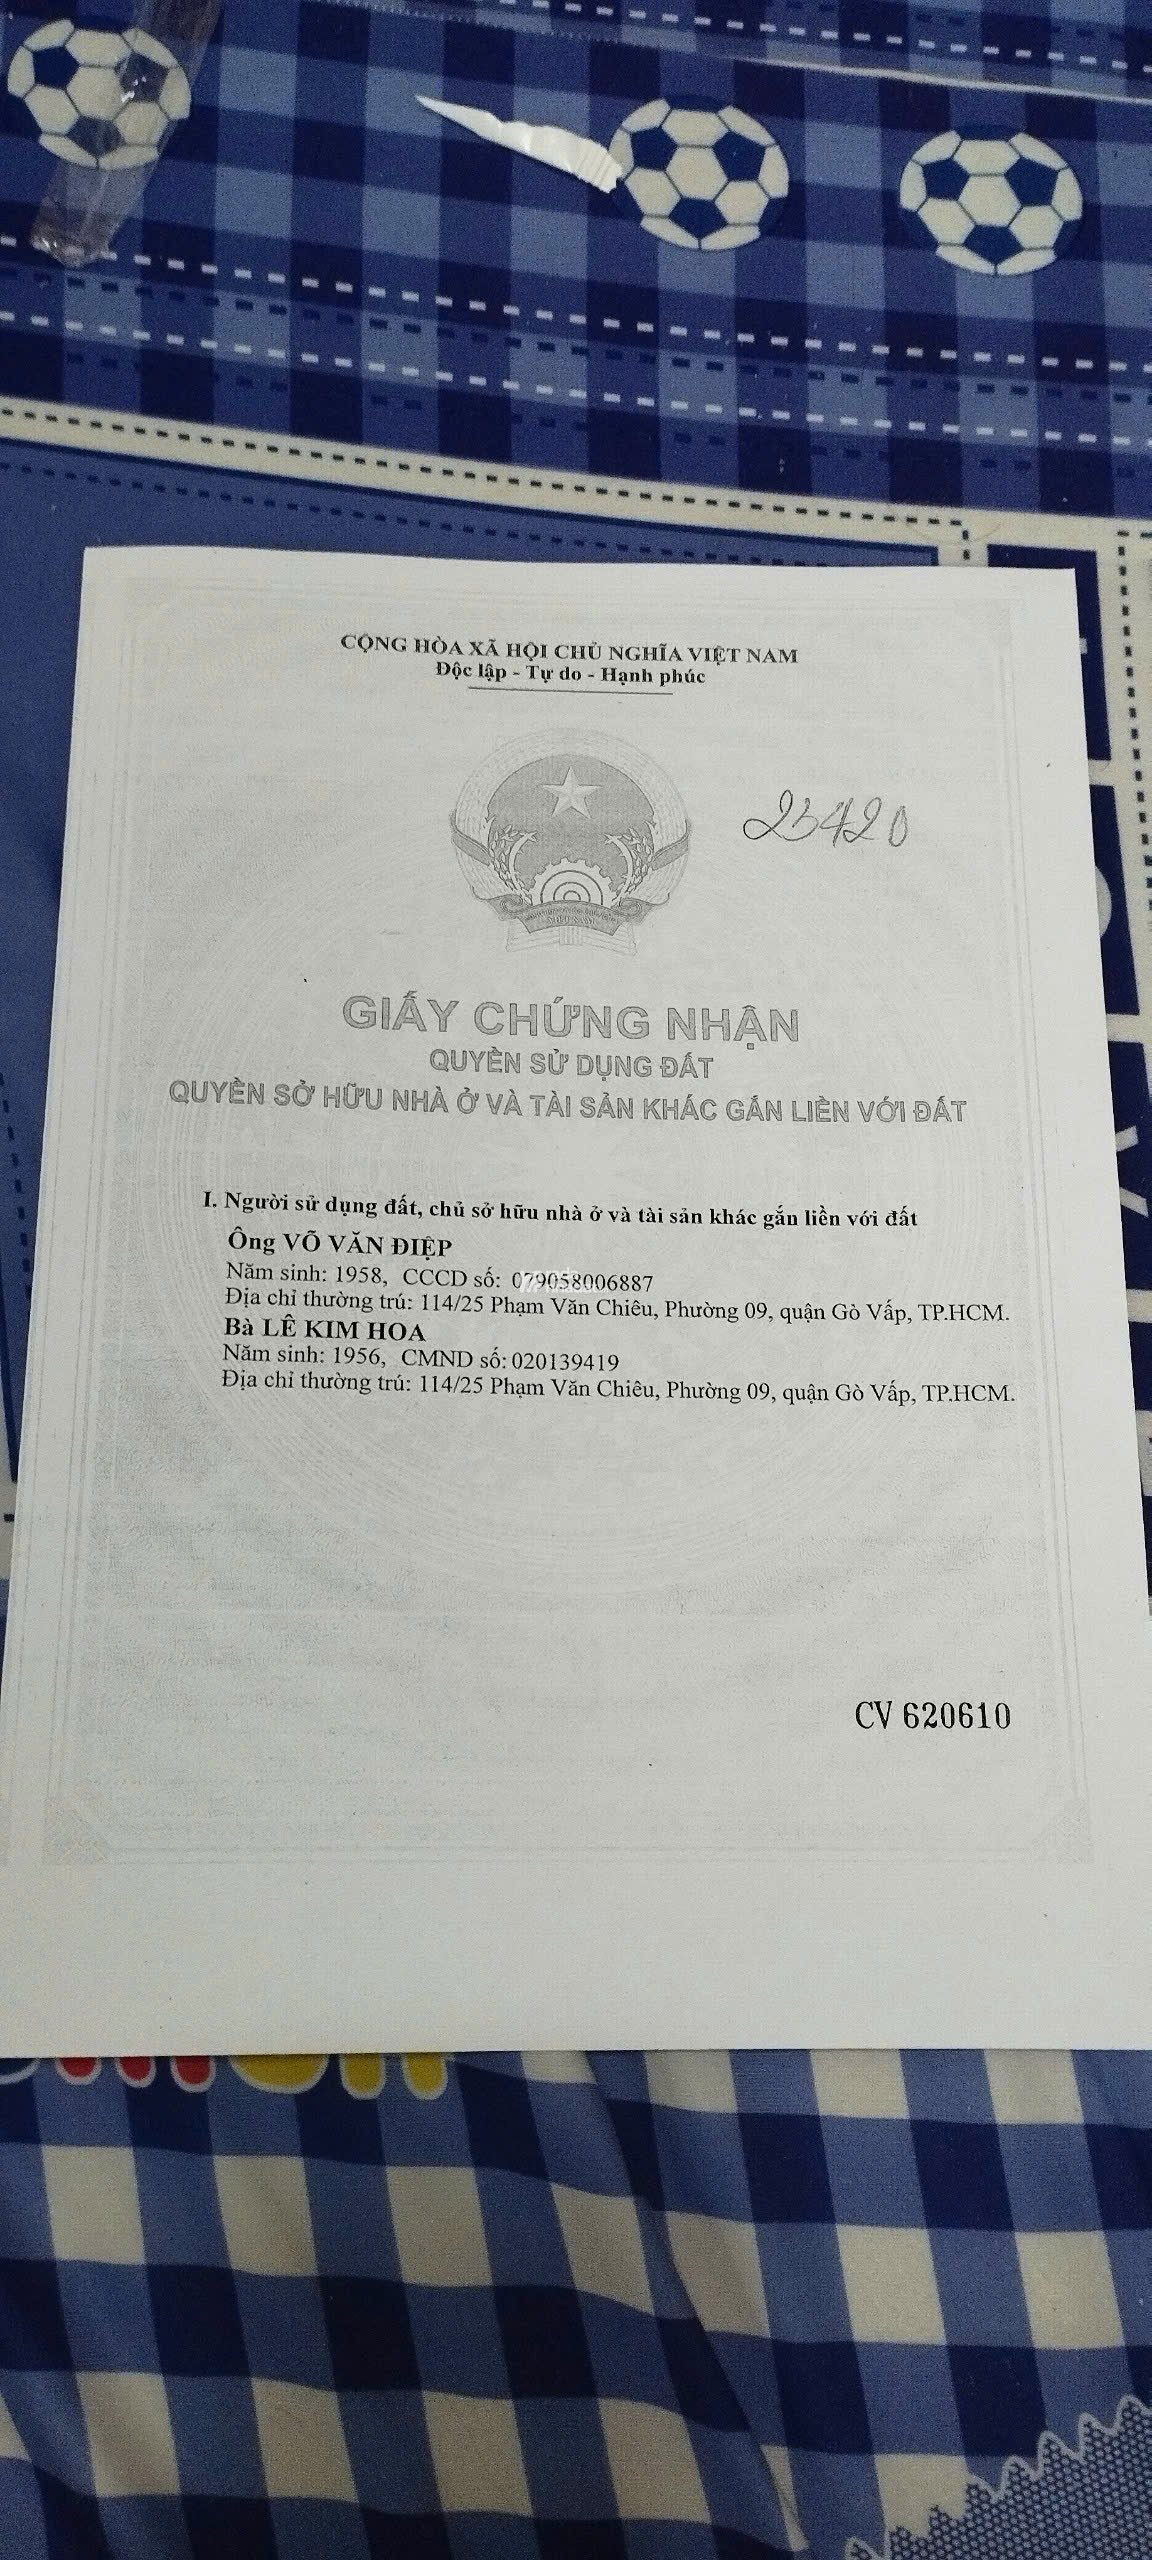 CỘNG HÒA XÃ HỘI CHỦ NGHĨA VIỆT NAM
Độc lập - Tự do - Hạnh phúc
23420
GIẤY CHỨNG NHẬN
QUYỀN SỬ DỤNG ĐẤT
QUYỀN SỞ HỮU NHÀ Ở VÀ TÀI SẢN KHÁC GẮN LIỀN VỚI ĐẤT
I. Người sử dụng đất, chủ sở hữu nhà ở và tài sản khác gắn liền với đất
Ông VÕ VĂN ĐIỆP
Năm sinh: 1958, CCCD số: 079058006887
Địa chỉ thường trú: 114/25 Phạm Văn Chiêu, Phường 09, quận Gò Vấp, TP.HCM.
Bà LÊ KIM HOA
Năm sinh: 1956, CMND số: 020139419
Địa chỉ thường trú: 114/25 Phạm Văn Chiêu, Phường 09, quận Gò Vấp, TP.HCM.
CV 620610